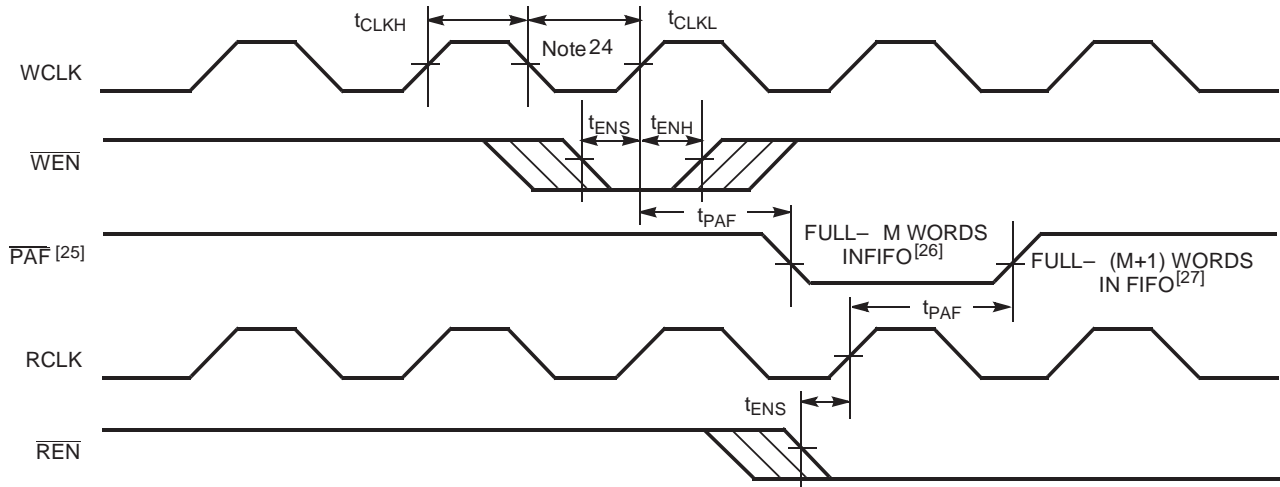 tCLKH
tCLKL
Note 24
WCLK
tENS
tENH
WEN
tPAF
PAF [25]
FULL– M WORDS
INFIFO[26]
FULL– (M+1) WORDS
IN FIFO[27]
tPAF
RCLK
tENS
REN